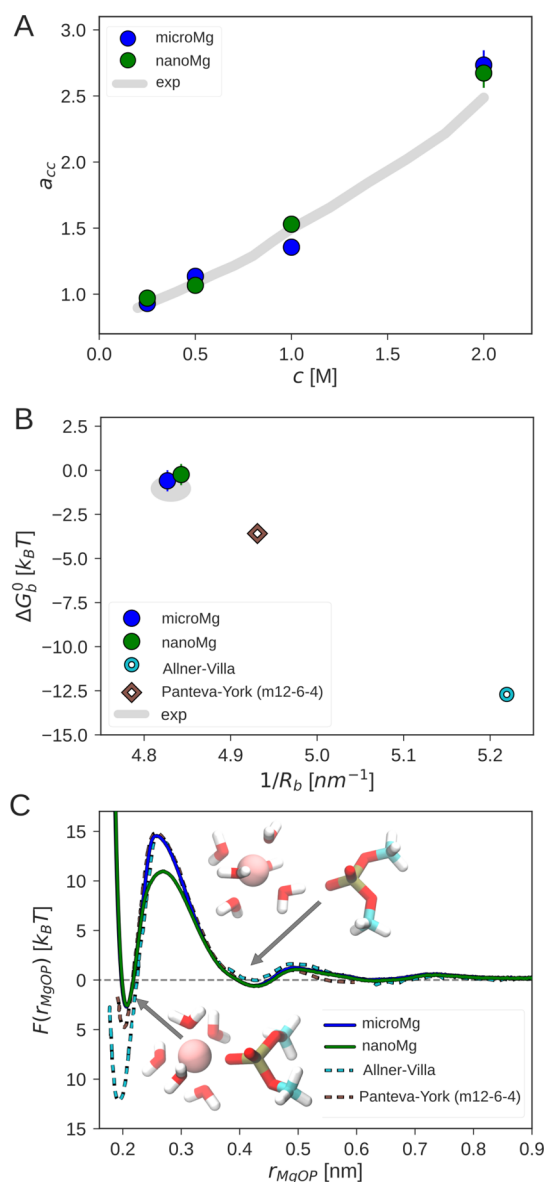 A
3.0
2.5
2.0
1.5
1.0
a_cc
microMg
nanoMg
exp
0.0 0.5 1.0 1.5 2.0
c [M]
B
2.5
0.0
−2.5
−5.0
−7.5
−10.0
−12.5
−15.0
ΔG_b^0 [k_BT]
microMg
nanoMg
Allner-Villa
Panteva-York (m12-6-4)
exp
4.8 4.9 5.0 5.1 5.2
1/R_b [nm^−1]
C
15
10
5
0
5
10
15
F(r_MgOP) [k_BT]
microMg
nanoMg
Allner-Villa
Panteva-York (m12-6-4)
0.2 0.3 0.4 0.5 0.6 0.7 0.8 0.9
r_MgOP [nm]